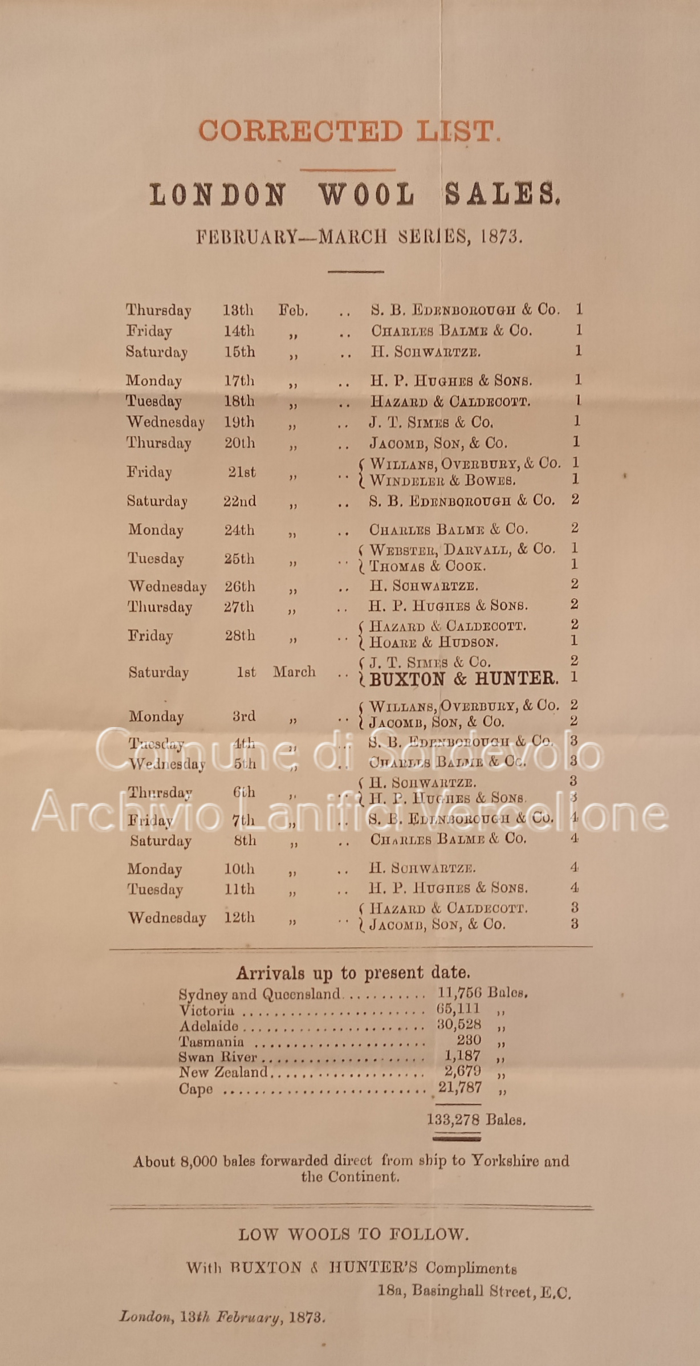 CORRECTED LIST.
LONDON WOOL SALES.
FEBRUARY—MARCH SERIES, 1873.
Thursday 13th Feb. .. S. B. EDENBOROUGH & Co. 1
Friday 14th ,, .. CHARLES BALME & Co. 1
Saturday 15th ,, .. H. SCHWARTZE. 1
Monday 17th ,, .. H. P. HUGHES & SONS. 1
Tuesday 18th ,, .. HAZARD & CALDECOTT. 1
Wednesday 19th ,, .. J. T. SIMES & Co. 1
Thursday 20th ,, .. JACOMB, SON, & Co. 1
Friday 21st ,, .. { WILLANS, OVERBURY, & Co. 1
{ WINDELER & BOWES. 1
Saturday 22nd ,, .. S. B. EDENBOROUGH & Co. 2
Monday 24th ,, .. CHARLES BALME & Co. 2
Tuesday 25th ,, .. { WEBSTER, DARVALL, & Co. 1
{ THOMAS & COOK. 1
Wednesday 26th ,, .. H. SCHWARTZE. 2
Thursday 27th ,, .. H. P. HUGHES & SONS. 2
Friday 28th ,, .. { HAZARD & CALDECOTT. 2
{ HOARE & HUDSON. 1
Saturday 1st March .. { J. T. SIMES & Co. 2
{ BUXTON & HUNTER. 1
Monday 3rd ,, .. { WILLANS, OVERBURY, & Co. 2
{ JACOMB, SON, & Co. 2
Tuesday 4th ,, .. S. B. EDENBOROUGH & Co. 3
Wednesday 5th ,, .. CHARLES BALME & Co. 3
Thursday 6th ,, .. { H. SCHWARTZE. 3
{ H. P. HUGHES & SONS. 3
Friday 7th ,, .. S. B. EDENBOROUGH & Co. 4
Saturday 8th ,, .. CHARLES BALME & Co. 4
Monday 10th ,, .. H. SCHWARTZE. 4
Tuesday 11th ,, .. H. P. HUGHES & SONS. 4
Wednesday 12th ,, .. { HAZARD & CALDECOTT. 3
{ JACOMB, SON, & Co. 3
Comune di Sordevolo
Archivio Lanificio Vercellone
Arrivals up to present date.
Sydney and Queensland........... 11,756 Bales.
Victoria ........................ 65,111 ,,
Adelaide ........................ 30,528 ,,
Tasmania ....................... 230 ,,
Swan River..................... 1,187 ,,
New Zealand.................... 2,679 ,,
Cape ........................... 21,787 ,,
133,278 Bales.
About 8,000 bales forwarded direct from ship to Yorkshire and
the Continent.
LOW WOOLS TO FOLLOW.
With BUXTON & HUNTER'S Compliments
18a, Basinghall Street, E.C.
London, 13th February, 1873.